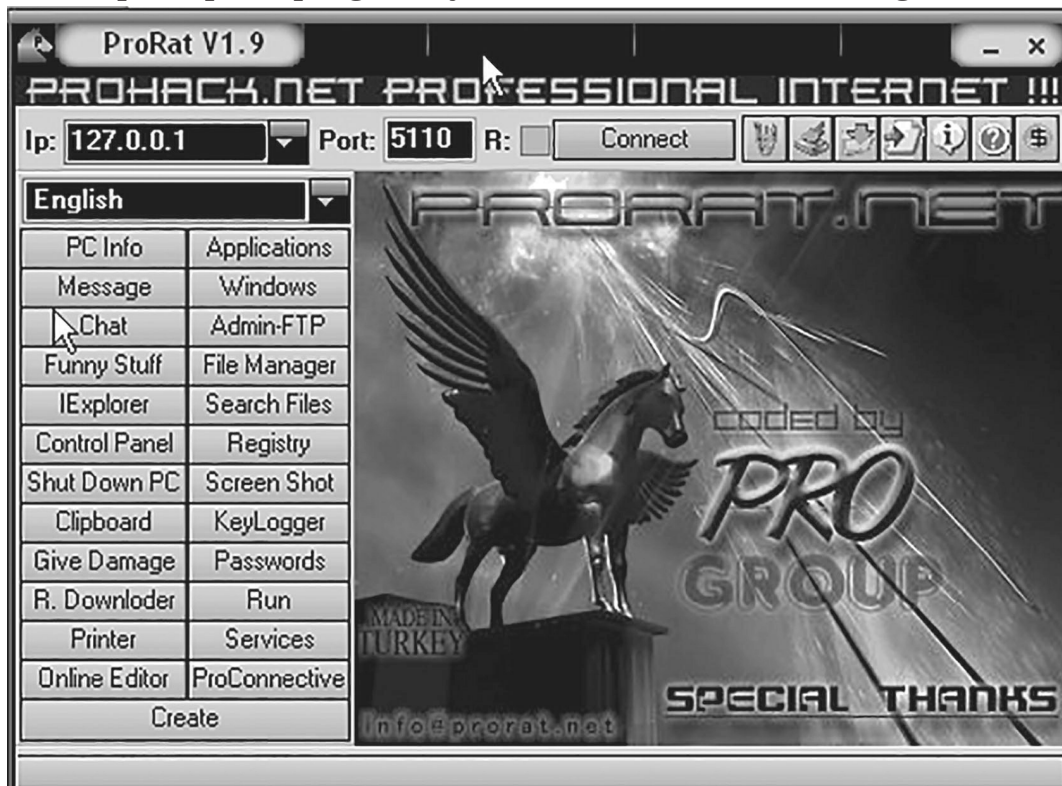 ProRat V1.9
PROHACK.NET PROFESSIONAL INTERNET !!!
Ip: 127.0.0.1 Port: 5110 R: Connect
English
PRORAT.NET
PC Info Applications
Message Windows
Chat Admin-FTP
Funny Stuff File Manager
IExplorer Search Files
Control Panel Registry
Shut Down PC Screen Shot
Clipboard KeyLogger
Give Damage Passwords
R. Downloder Run
Printer Services
Online Editor ProConnective
Create
coded by
PRO
GROUP
MADE IN
TURKEY
SPECIAL THANKS
info@prorat.net